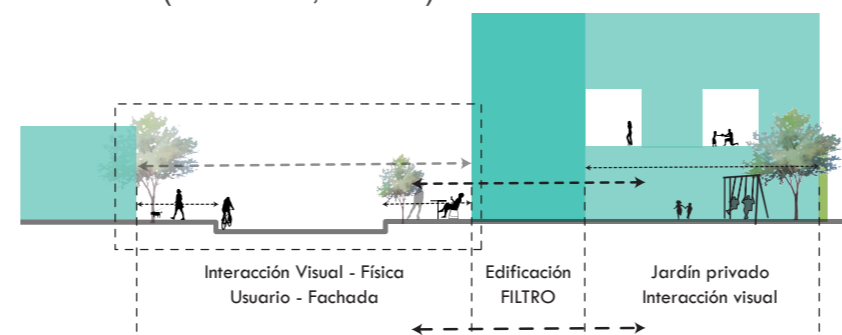 Interacción Visual - Física
Usuario - Fachada
Edificación
FILTRO
Jardín privado
Interacción visual